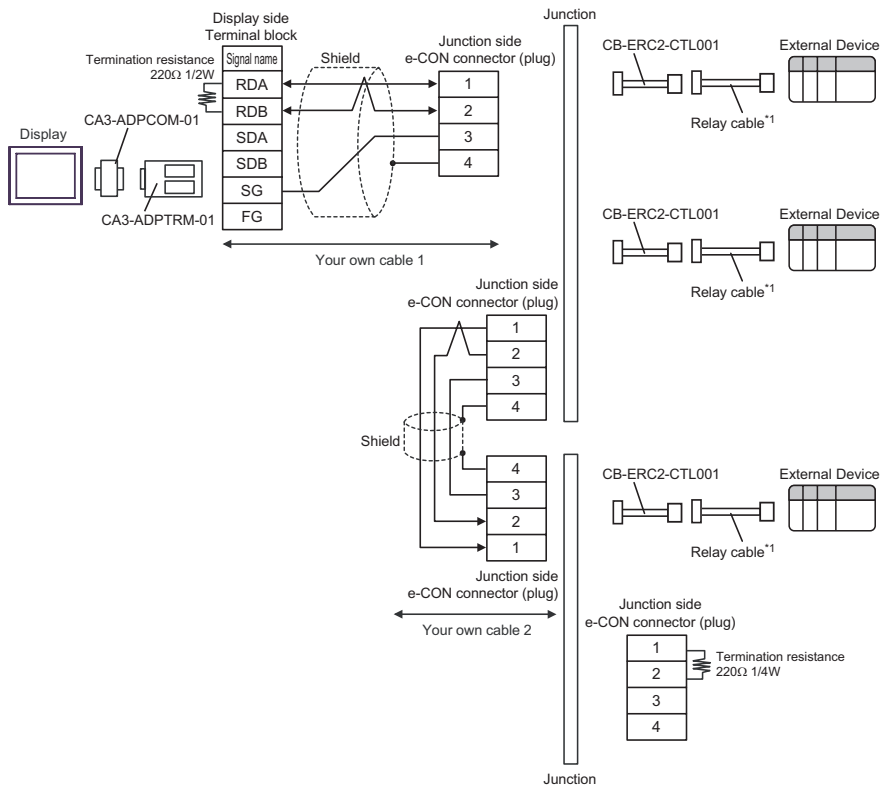 Junction
Display side
Terminal block
Junction side
e-CON connector (plug)
Termination resistance
220Ω 1/2W
Signal name
Shield
RDA
RDB
SDA
SDB
SG
FG
1
2
3
4
Display
CA3-ADPCOM-01
CA3-ADPTRM-01
Your own cable 1
CB-ERC2-CTL001
External Device
Relay cable*1
CB-ERC2-CTL001
External Device
Relay cable*1
Junction side
e-CON connector (plug)
1
2
3
4
Shield
4
3
2
1
Junction side
e-CON connector (plug)
Your own cable 2
CB-ERC2-CTL001
External Device
Relay cable*1
Junction side
e-CON connector (plug)
1
2
3
4
Termination resistance
220Ω 1/4W
Junction